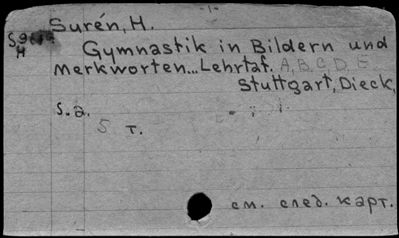 Surén, H.
H
Gymnastik in Bildern und
Merkworten... Lehrtaf. A, B, C, D, E
Stuttgart, Dieck,
s.a.
5 т.
см. след. карт.